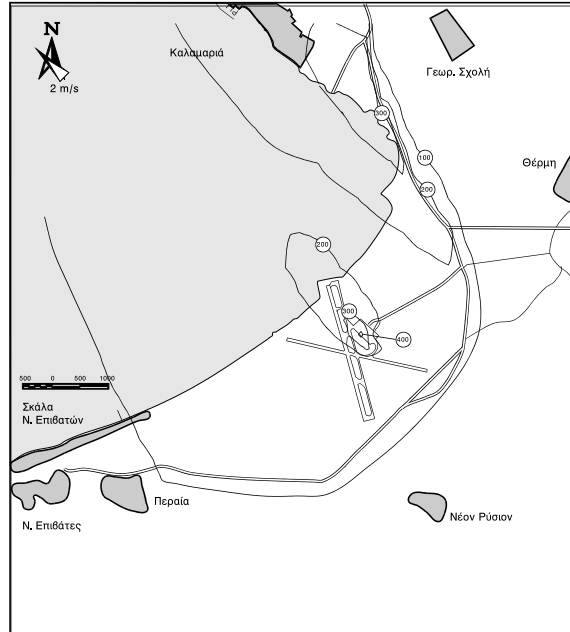 N
2 m/s
Καλαμαριά
Γεωρ. Σχολή
300
100
Θέρμη
200
200
300
400
500 0 500 1000
Σκάλα
Ν. Επιβατών
Περαία
Ν. Επιβάτες
Νέον Ρύσιον